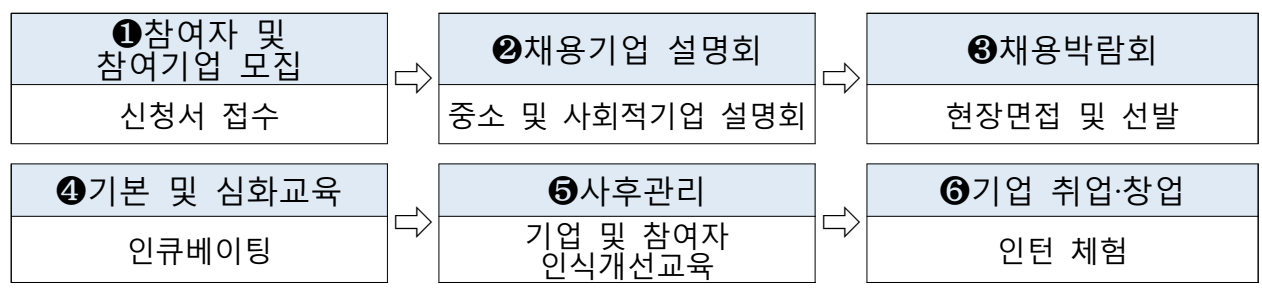 ❶참여자 및
참여기업 모집
신청서 접수
❷채용기업 설명회
중소 및 사회적기업 설명회
❸채용박람회
현장면접 및 선발
❹기본 및 심화교육
인큐베이팅
❺사후관리
기업 및 참여자
인식개선교육
❻기업 취업·창업
인턴 체험